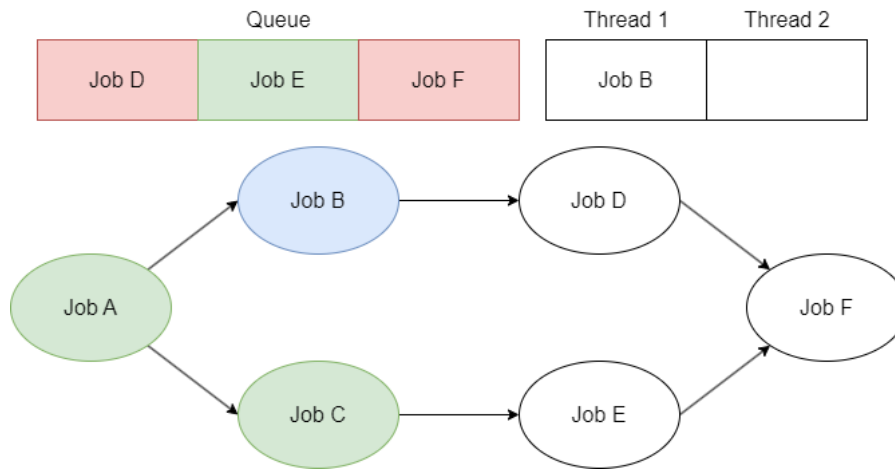 Queue
Thread 1
Thread 2
Job D
Job E
Job F
Job B
Job B
Job D
Job A
Job F
Job C
Job E